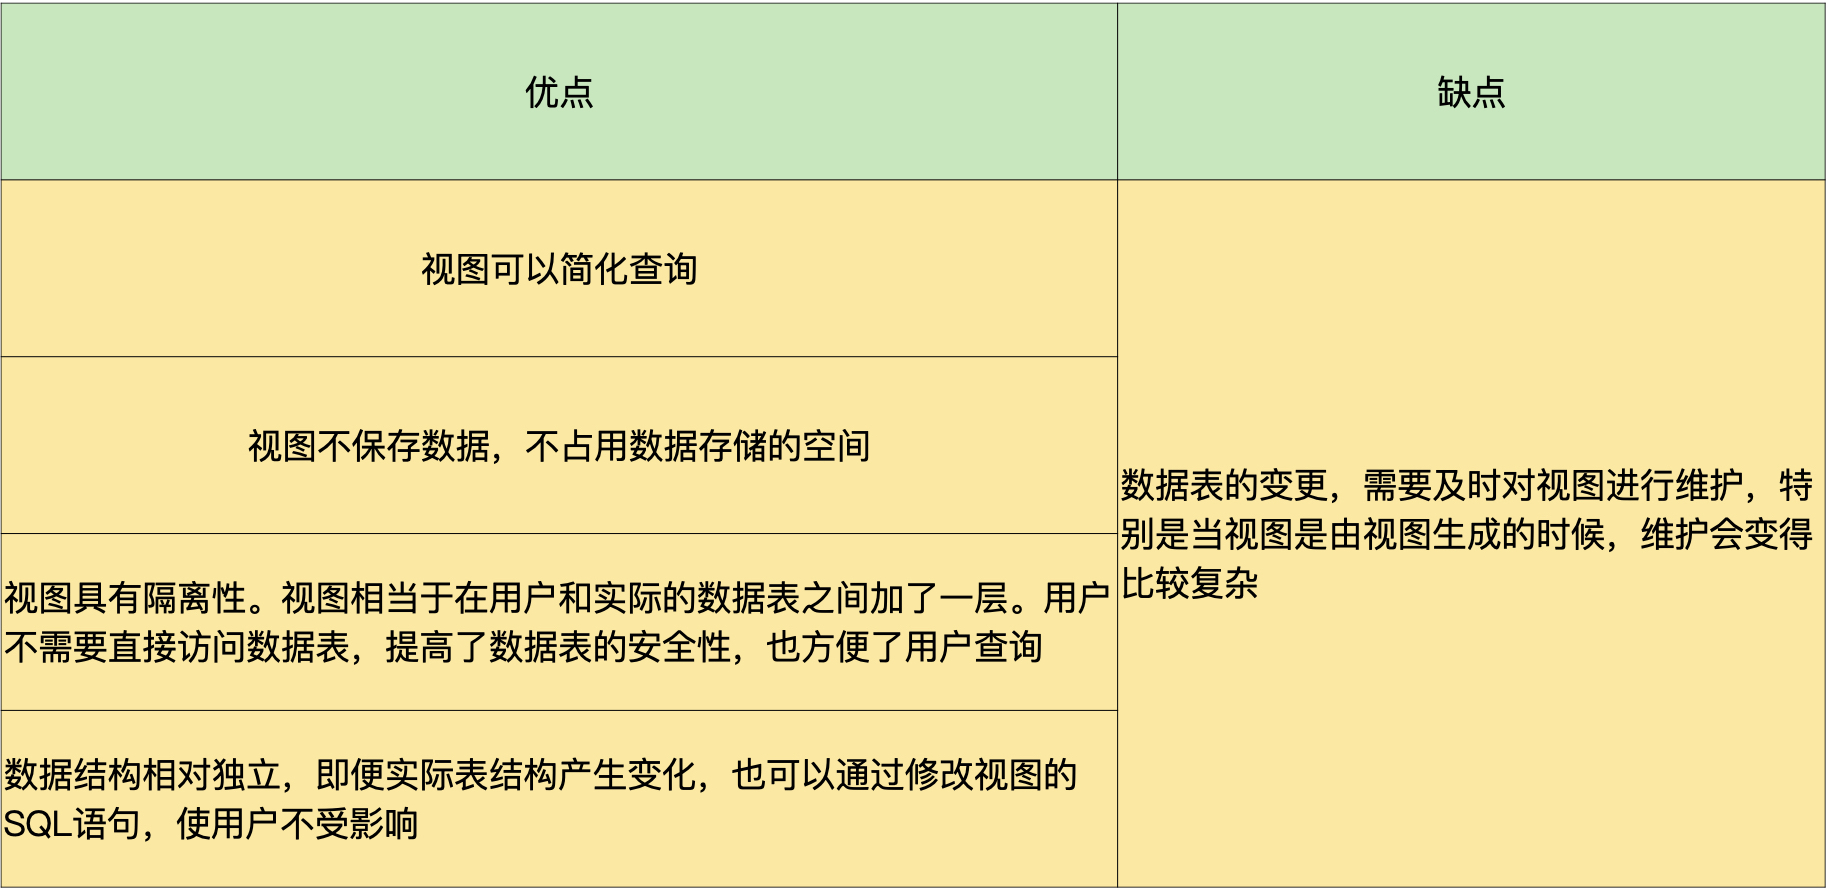 优点
缺点
视图可以简化查询
视图不保存数据，不占用数据存储的空间
视图具有隔离性。视图相当于在用户和实际的数据表之间加了一层。用户
不需要直接访问数据表，提高了数据表的安全性，也方便了用户查询
数据结构相对独立，即便实际表结构产生变化，也可以通过修改视图的
SQL语句，使用户不受影响
数据表的变更，需要及时对视图进行维护，特
别是当视图是由视图生成的时候，维护会变得
比较复杂